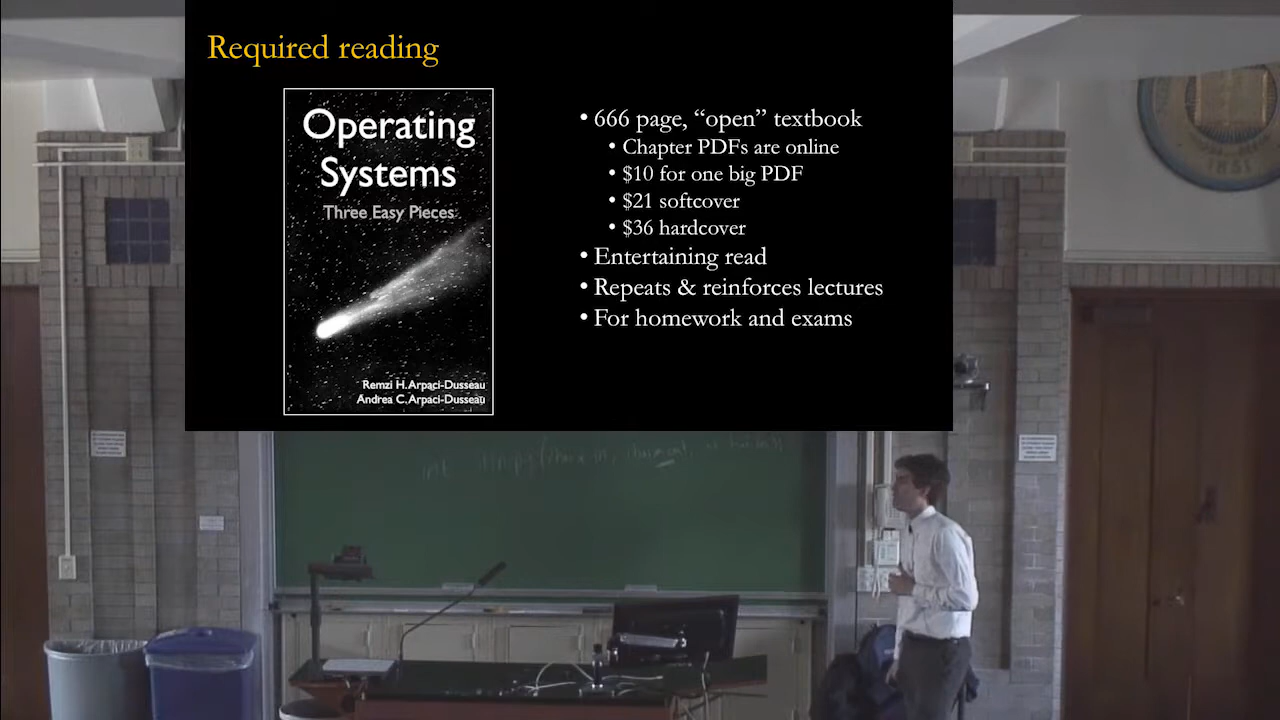 Required reading
Operating
Systems
Three Easy Pieces
Remzi H. Arpaci-Dusseau
Andrea C. Arpaci-Dusseau
• 666 page, “open” textbook
• Chapter PDFs are online
• $10 for one big PDF
• $21 softcover
• $36 hardcover
• Entertaining read
• Repeats & reinforces lectures
• For homework and exams
int
1851